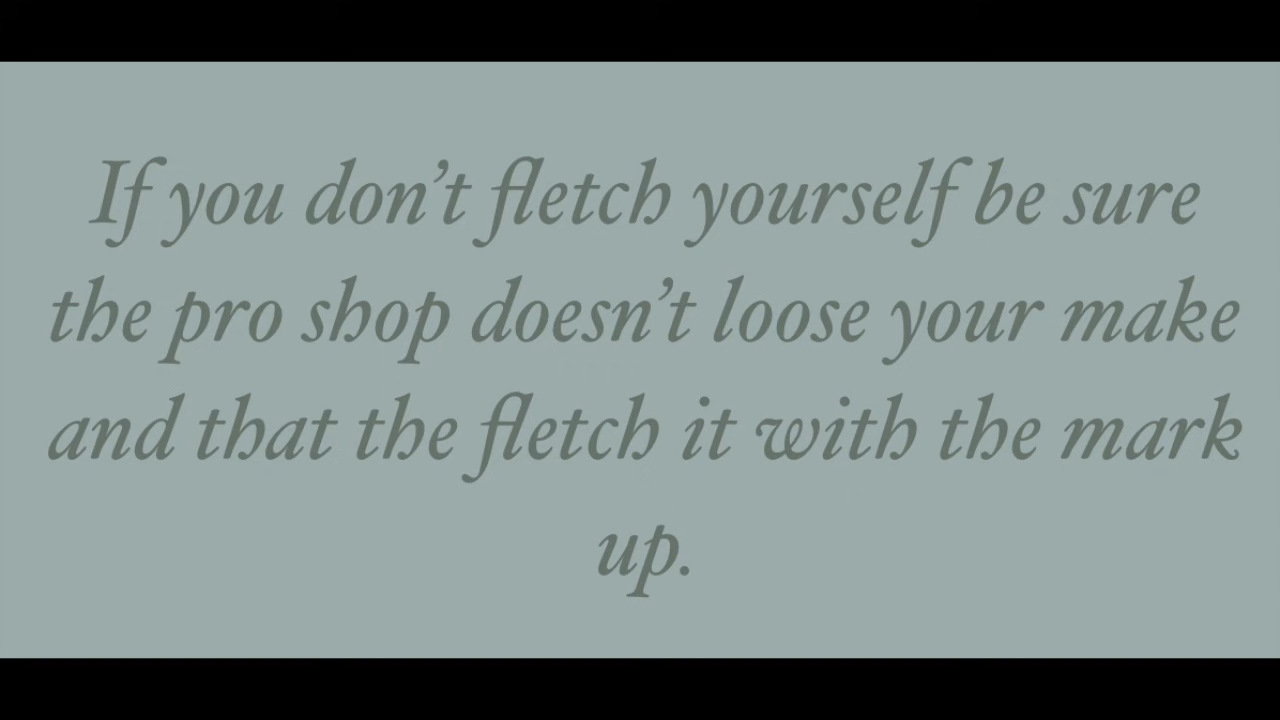 If you don’t fletch yourself be sure
the pro shop doesn’t loose your make
and that the fletch it with the mark
up.